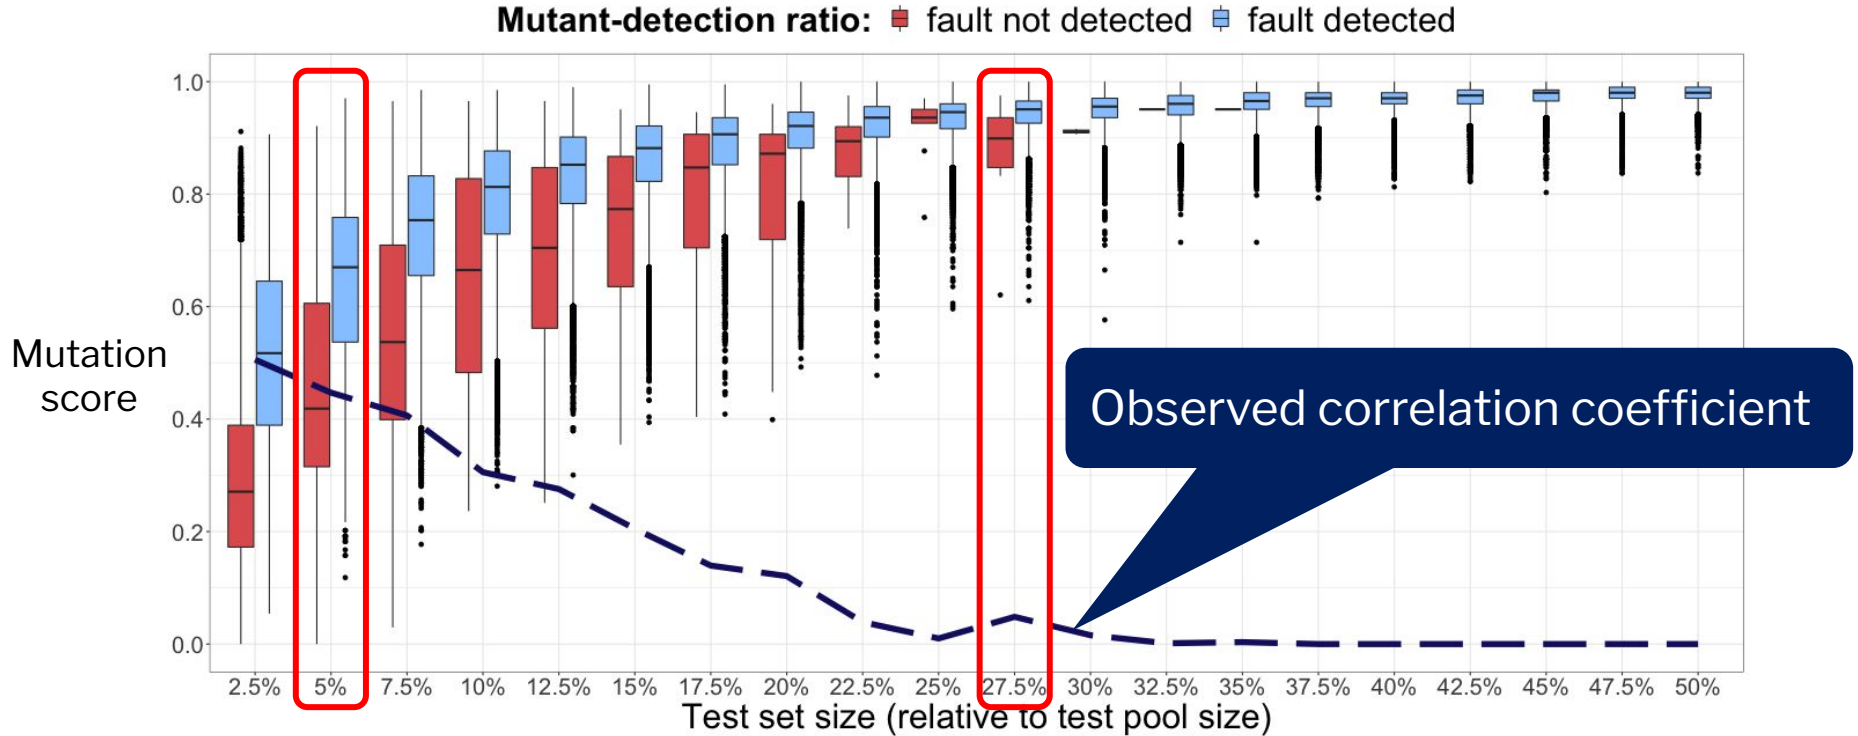 Mutant-detection ratio: fault not detected fault detected
1.0
0.8
0.6
0.4
0.2
0.0
Mutation
score
Observed correlation coefficient
2.5% 5% 7.5% 10% 12.5% 15% 17.5% 20% 22.5% 25% 27.5% 30% 32.5% 35% 37.5% 40% 42.5% 45% 47.5% 50%
Test set size (relative to test pool size)